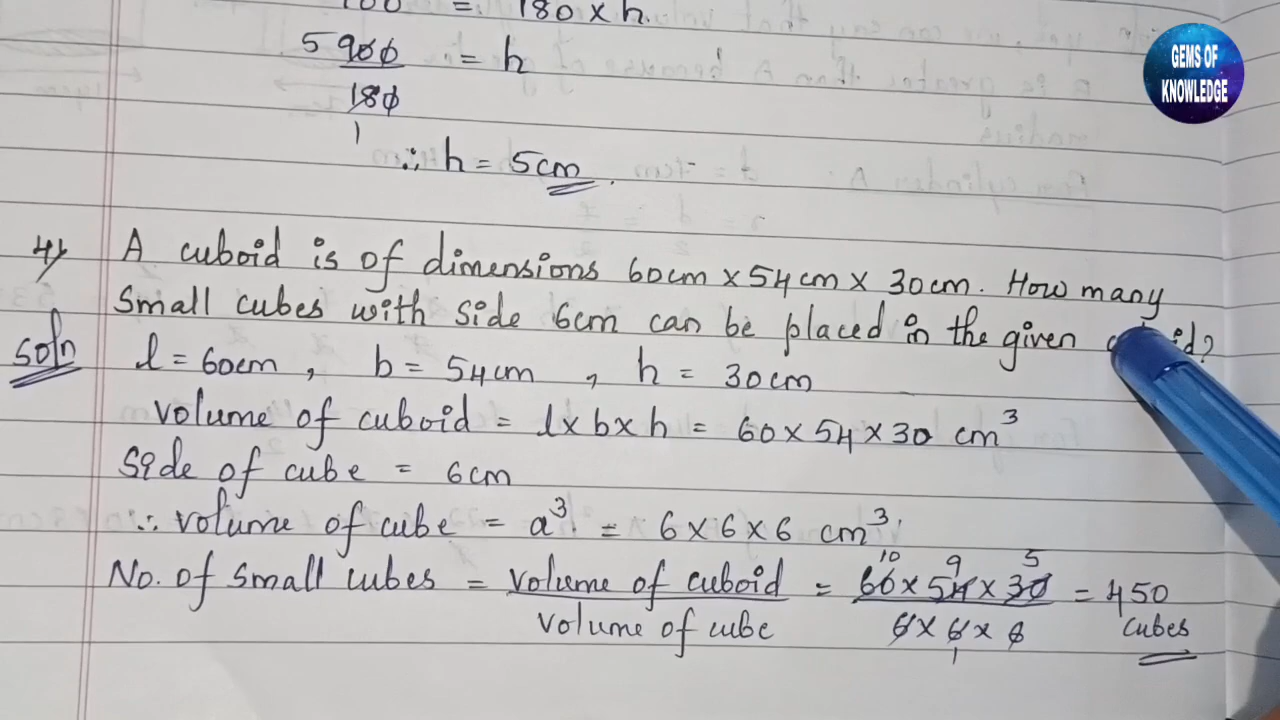 = 180 x h.
5 900 = h
180
1
∴ h = 5cm.
GEMS OF
KNOWLEDGE
4) A cuboid is of dimensions 60cm x 54cm x 30cm. How many
small cubes with side 6cm can be placed in the given
Soln l = 60cm, b = 54cm, h = 30cm
Volume of cuboid = l x b x h = 60 x 54 x 30 cm³
Side of cube = 6cm
∴ volume of cube = a³ = 6 x 6 x 6 cm³
10 9 5
No. of small cubes = volume of cuboid = 60 x 54 x 30 = 450
volume of cube 6 x 6 x 6 cubes
1